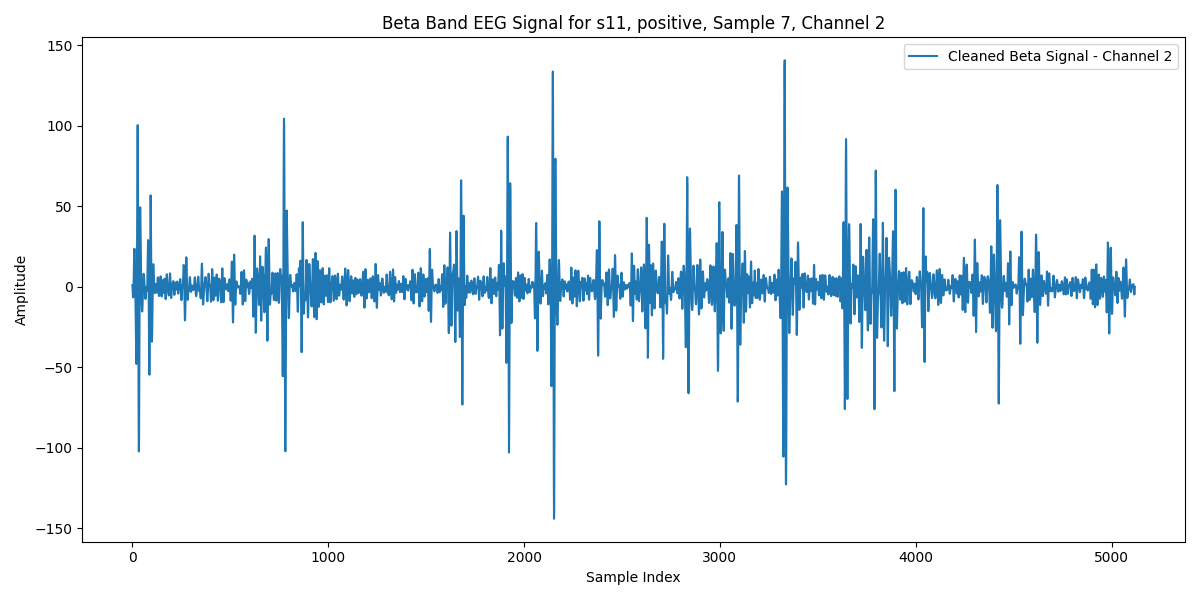 Beta Band EEG Signal for s11, positive, Sample 7, Channel 2
Cleaned Beta Signal - Channel 2
Amplitude
150
100
50
0
−50
−100
−150
0 1000 2000 3000 4000 5000
Sample Index